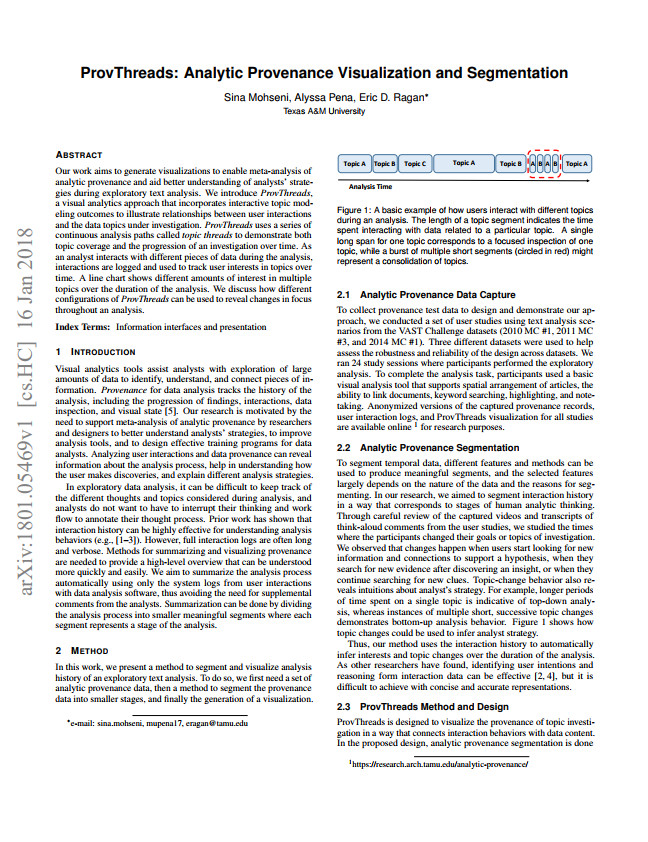 ProvThreads: Analytic Provenance Visualization and Segmentation
Sina Mohseni, Alyssa Pena, Eric D. Ragan*
Texas A&M University
arXiv:1801.05469v1 [cs.HC] 16 Jan 2018
ABSTRACT
Our work aims to generate visualizations to enable meta-analysis of
analytic provenance and aid better understanding of analysts' strate-
gies during exploratory text analysis. We introduce ProvThreads,
a visual analytics approach that incorporates interactive topic mod-
eling outcomes to illustrate relationships between user interactions
and the data topics under investigation. ProvThreads uses a series of
continuous analysis paths called topic threads to demonstrate both
topic coverage and the progression of an investigation over time. As
an analyst interacts with different pieces of data during the analysis,
interactions are logged and used to track user interests in topics over
time. A line chart shows different amounts of interest in multiple
topics over the duration of the analysis. We discuss how different
configurations of ProvThreads can be used to reveal changes in focus
throughout an analysis.
Index Terms: Information interfaces and presentation
1 INTRODUCTION
Visual analytics tools assist analysts with exploration of large
amounts of data to identify, understand, and connect pieces of in-
formation. Provenance for data analysis tracks the history of the
analysis, including the progression of findings, interactions, data
inspection, and visual state [5]. Our research is motivated by the
need to support meta-analysis of analytic provenance by researchers
and designers to better understand analysts' strategies, to improve
analysis tools, and to design effective training programs for data
analysts. Analyzing user interactions and data provenance can reveal
information about the analysis process, help in understanding how
the user makes discoveries, and explain different analysis strategies.
In exploratory data analysis, it can be difficult to keep track of
the different thoughts and topics considered during analysis, and
analysts do not want to have to interrupt their thinking and work
flow to annotate their thought process. Prior work has shown that
interaction history can be highly effective for understanding analysis
behaviors (e.g., [1–3]). However, full interaction logs are often long
and verbose. Methods for summarizing and visualizing provenance
are needed to provide a high-level overview that can be understood
more quickly and easily. We aim to summarize the analysis process
automatically using only the system logs from user interactions
with data analysis software, thus avoiding the need for supplemental
comments from the analysts. Summarization can be done by dividing
the analysis process into smaller meaningful segments where each
segment represents a stage of the analysis.
2 METHOD
In this work, we present a method to segment and visualize analysis
history of an exploratory text analysis. To do so, we first need a set of
analytic provenance data, then a method to segment the provenance
data into smaller stages, and finally the generation of a visualization.
*e-mail: sina.mohseni, mupena17, eragan@tamu.edu
Topic A Topic B Topic C Topic A Topic B A B A B Topic A
Analysis Time
Figure 1: A basic example of how users interact with different topics
during an analysis. The length of a topic segment indicates the time
spent interacting with data related to a particular topic. A single
long span for one topic corresponds to a focused inspection of one
topic, while a burst of multiple short segments (circled in red) might
represent a consolidation of topics.
2.1 Analytic Provenance Data Capture
To collect provenance test data to design and demonstrate our ap-
proach, we conducted a set of user studies using text analysis sce-
narios from the VAST Challenge datasets (2010 MC #1, 2011 MC
#3, and 2014 MC #1). Three different datasets were used to help
assess the robustness and reliability of the design across datasets. We
ran 24 study sessions where participants performed the exploratory
analysis. To complete the analysis task, participants used a basic
visual analysis tool that supports spatial arrangement of articles, the
ability to link documents, keyword searching, highlighting, and note-
taking. Anonymized versions of the captured provenance records,
user interaction logs, and ProvThreads visualization for all studies
are available online 1 for research purposes.
2.2 Analytic Provenance Segmentation
To segment temporal data, different features and methods can be
used to produce meaningful segments, and the selected features
largely depends on the nature of the data and the reasons for seg-
menting. In our research, we aimed to segment interaction history
in a way that corresponds to stages of human analytic thinking.
Through careful review of the captured videos and transcripts of
think-aloud comments from the user studies, we studied the times
where the participants changed their goals or topics of investigation.
We observed that changes happen when users start looking for new
information and connections to support a hypothesis, when they
search for new evidence after discovering an insight, or when they
continue searching for new clues. Topic-change behavior also re-
veals intuitions about analyst's strategy. For example, longer periods
of time spent on a single topic is indicative of top-down analy-
sis, whereas instances of multiple short, successive topic changes
demonstrates bottom-up analysis behavior. Figure 1 shows how
topic changes could be used to infer analyst strategy.
Thus, our method uses the interaction history to automatically
infer interests and topic changes over the duration of the analysis.
As other researchers have found, identifying user intentions and
reasoning form interaction data can be effective [2, 4], but it is
difficult to achieve with concise and accurate representations.
2.3 ProvThreads Method and Design
ProvThreads is designed to visualize the provenance of topic investi-
gation in a way that connects interaction behaviors with data content.
In the proposed design, analytic provenance segmentation is done
1https://research.arch.tamu.edu/analytic-provenance/